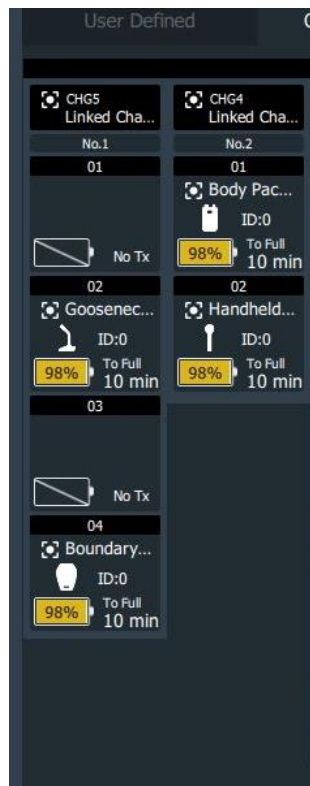 User Defined
CHG5
Linked Cha...
No.1
01
No Tx
02
Goosenec...
ID:0
98%
To Full
10 min
03
No Tx
04
Boundary...
ID:0
98%
To Full
10 min
CHG4
Linked Cha...
No.2
01
Body Pac...
ID:0
98%
To Full
10 min
02
Handheld...
ID:0
98%
To Full
10 min